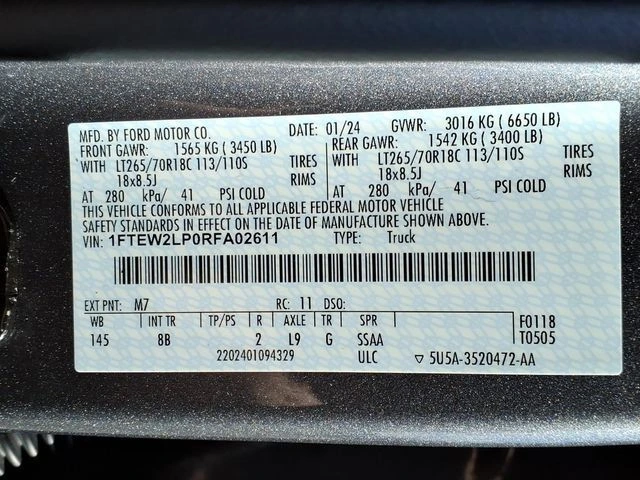 MFD. BY FORD MOTOR CO. DATE: 01/24 GVWR: 3016 KG ( 6650 LB)
FRONT GAWR: 1565 KG ( 3450 LB) REAR GAWR: 1542 KG ( 3400 LB)
WITH LT265/70R18C 113/110S TIRES WITH LT265/70R18C 113/110S TIRES
18x8.5J RIMS 18x8.5J RIMS
AT 280 kPa/ 41 PSI COLD AT 280 kPa/ 41 PSI COLD
THIS VEHICLE CONFORMS TO ALL APPLICABLE FEDERAL MOTOR VEHICLE
SAFETY STANDARDS IN EFFECT ON THE DATE OF MANUFACTURE SHOWN ABOVE.
VIN: 1FTEW2LP0RFA02611 TYPE: Truck
EXT PNT: M7 RC: 11 DSO:
WB INT TR TP/PS R AXLE TR SPR F0118
145 8B 2 L9 G SSAA T0505
2202401094329 ULC ▽ 5U5A-3520472-AA